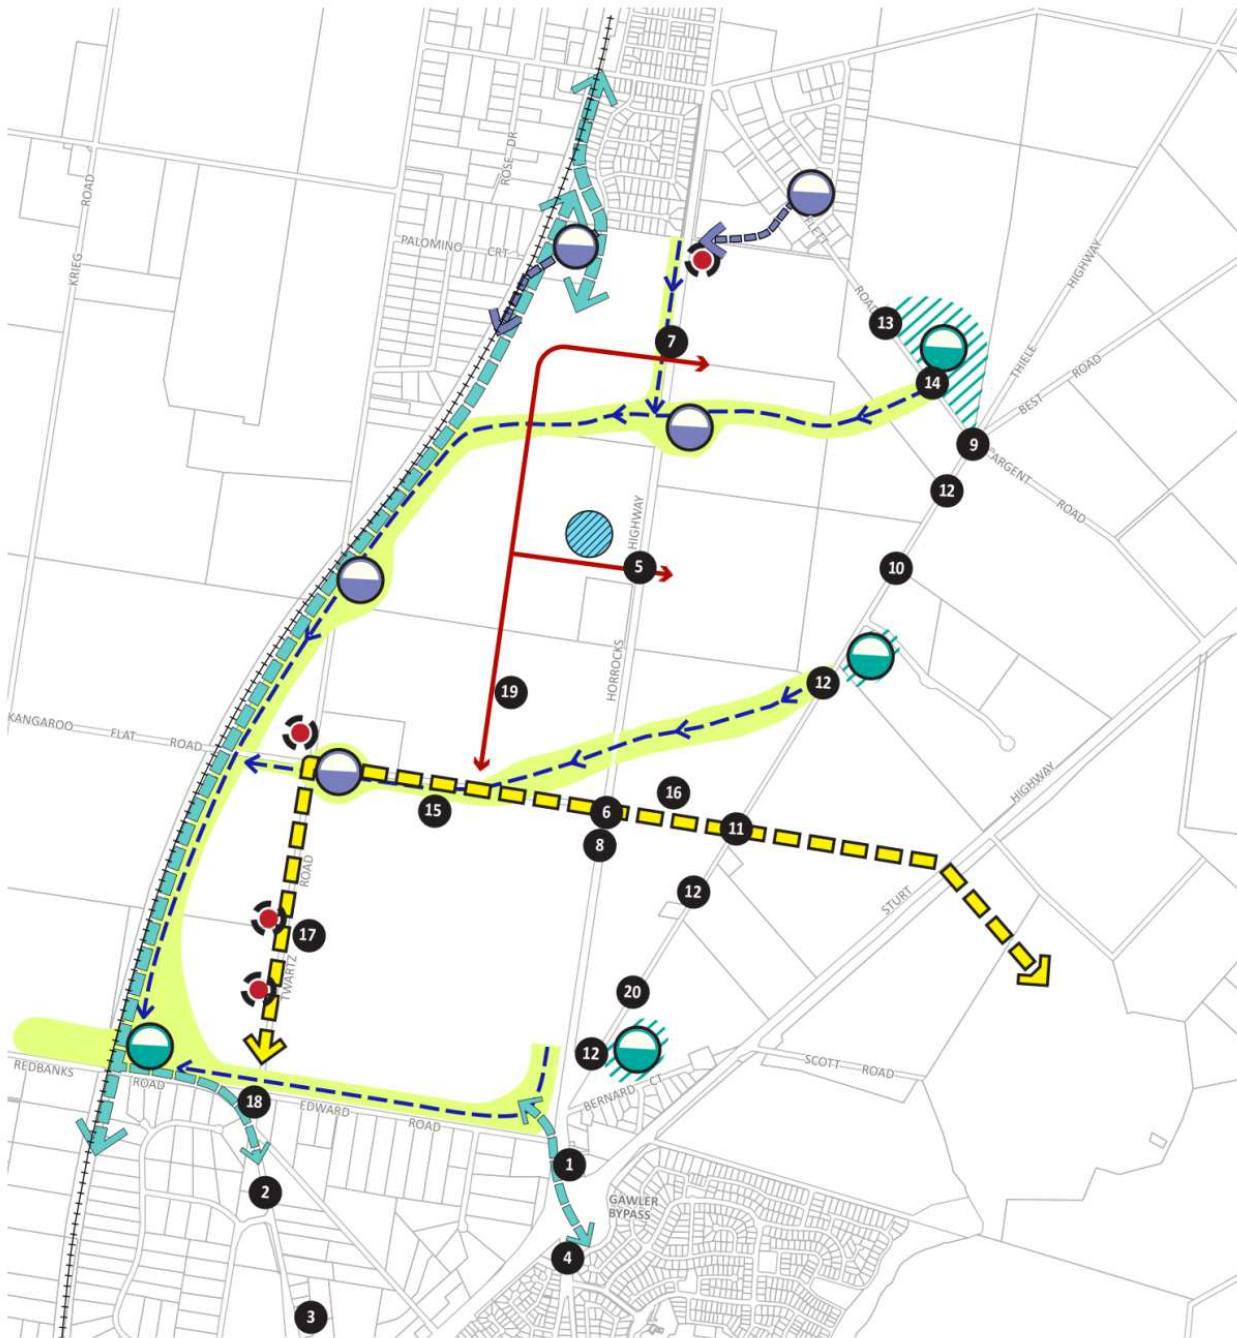 ROSE DR
ROAD
KRIEG
PALOMINO CRT
ROAD
HIGHWAY
13
7
THIELE
ROAD
BEST
14
9
ROAD
12
HIGHWAY
5
10
HORROCKS
12
19
KANGAROO FLAT ROAD
HIGHWAY
16
15
6
11
8
ROAD
12
STURT
17
TWARTZ
20
12
SCOTT ROAD
REDBANKS
ROAD
BERNARD CT
18
EDWARD
ROAD
1
2
GAWLER
BYPASS
4
3